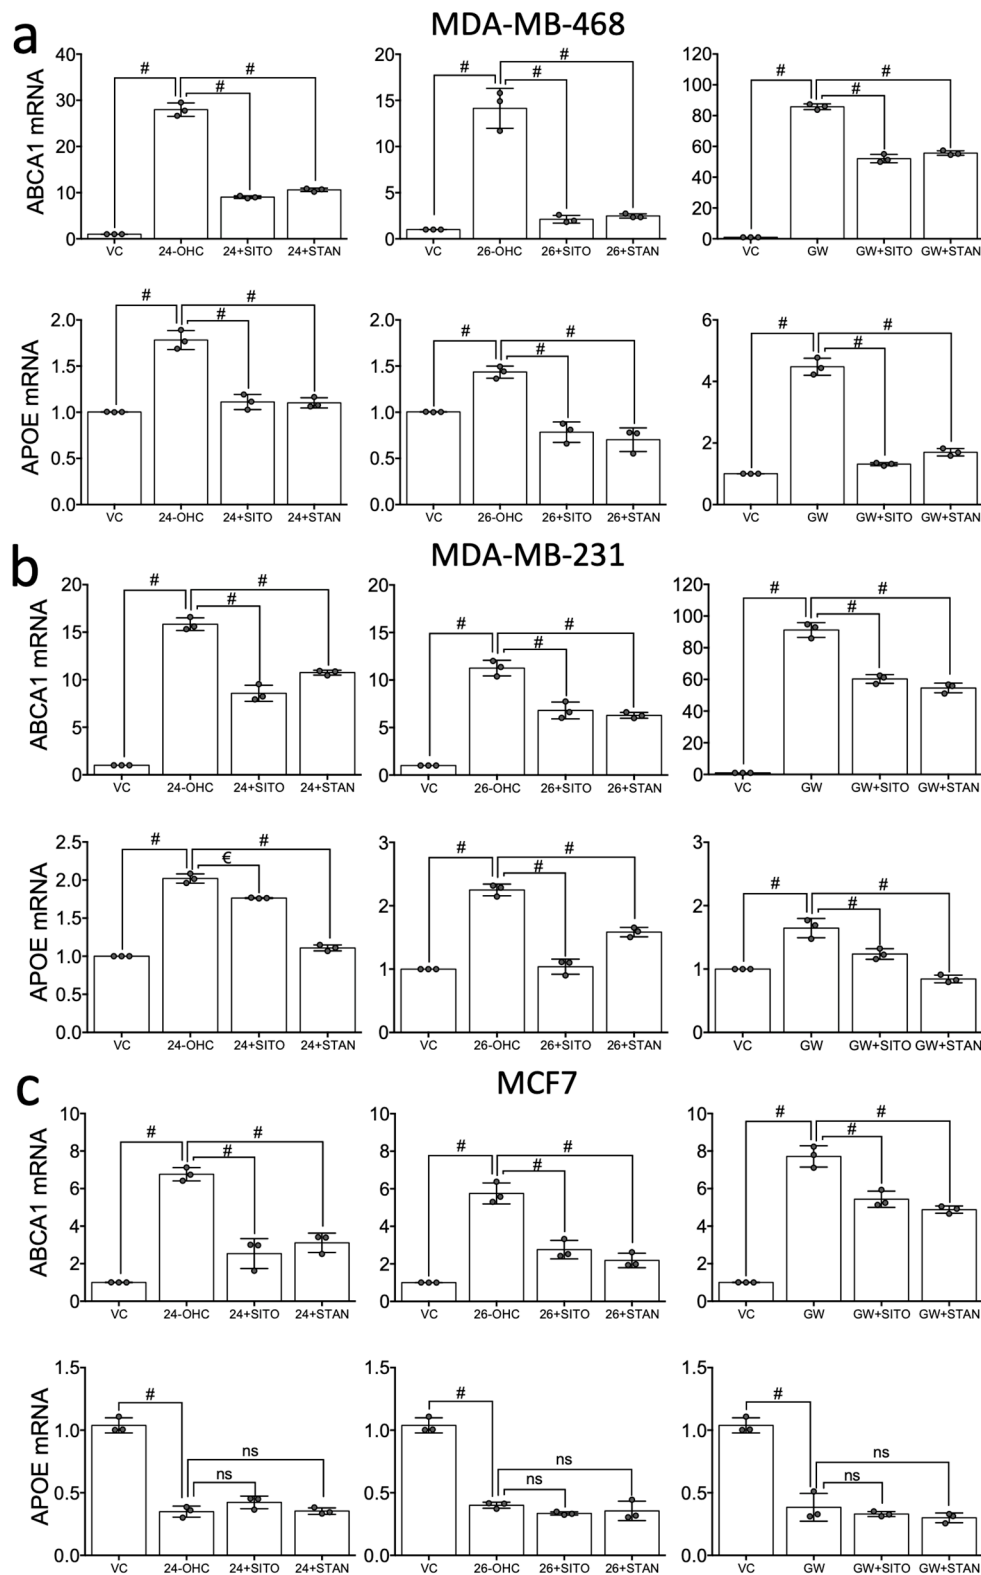 a
MDA-MB-468
ABCA1 mRNA
40
30
20
10
0
# # #
VC 24-OHC 24+SITO 24+STAN
20
15
10
5
0
# # #
VC 26-OHC 26+SITO 26+STAN
120
100
80
60
40
20
0
# # #
VC GW GW+SITO GW+STAN
APOE mRNA
2.0
1.5
1.0
0.5
0.0
# # #
VC 24-OHC 24+SITO 24+STAN
2.0
1.5
1.0
0.5
0.0
# # #
VC 26-OHC 26+SITO 26+STAN
6
4
2
0
# # #
VC GW GW+SITO GW+STAN
b
MDA-MB-231
ABCA1 mRNA
20
15
10
5
0
# # #
VC 24-OHC 24+SITO 24+STAN
20
15
10
5
0
# # #
VC 26-OHC 26+SITO 26+STAN
120
100
80
60
40
20
0
# # #
VC GW GW+SITO GW+STAN
APOE mRNA
2.5
2.0
1.5
1.0
0.5
0.0
# € #
VC 24-OHC 24+SITO 24+STAN
3
2
1
0
# # #
VC 26-OHC 26+SITO 26+STAN
3
2
1
0
# # #
VC GW GW+SITO GW+STAN
c
MCF7
ABCA1 mRNA
10
8
6
4
2
0
# # #
VC 24-OHC 24+SITO 24+STAN
10
8
6
4
2
0
# # #
VC 26-OHC 26+SITO 26+STAN
10
8
6
4
2
0
# # #
VC GW GW+SITO GW+STAN
APOE mRNA
1.5
1.0
0.5
0.0
# ns ns
VC 24-OHC 24+SITO 24+STAN
1.5
1.0
0.5
0.0
# ns ns
VC 26-OHC 26+SITO 26+STAN
1.5
1.0
0.5
0.0
# ns ns
VC GW GW+SITO GW+STAN